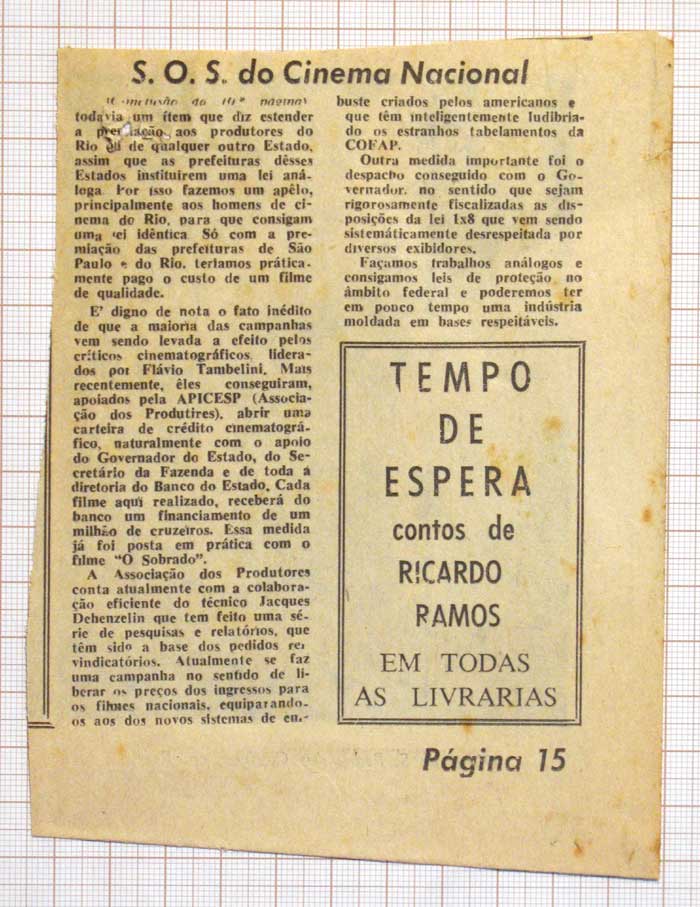 S. O. S. do Cinema Nacional
(Conclusão da 10ª página)
todavia um ítem que diz estender
a premiação aos produtores do
Rio ou de qualquer outro Estado,
assim que as prefeituras dêsses
Estados instituirem uma lei aná-
loga. Por isso fazemos um apêlo,
principalmente aos homens de ci-
nema do Rio, para que consigam
uma lei idêntica. Só com a pre-
miação das prefeituras de São
Paulo e do Rio, teríamos prática-
mente pago o custo de um filme
de qualidade.
E' digno de nota o fato inédito
de que a maioria das campanhas
vem sendo levada a efeito pelos
críticos cinematográficos, lidera-
dos por Flávio Tambelini. Mais
recentemente, êles conseguiram,
apoiados pela APICESP (Associa-
ção dos Produtires), abrir uma
carteira de crédito cinematográ-
fico, naturalmente com o apoio
do Governador do Estado, do Se-
cretário da Fazenda e de toda a
diretoria do Banco do Estado. Cada
filme aqui realizado, receberá do
banco um financiamento de um
milhão de cruzeiros. Essa medida
já foi posta em prática com o
filme "O Sobrado".
A Associação dos Produtores
conta atualmente com a colabora-
ção eficiente do técnico Jacques
Dehenzelin que tem feito uma sé-
rie de pesquisas e relatórios, que
têm sido a base dos pedidos rei
vindicatórios. Atualmente se faz
uma campanha no sentido de li-
berar os preços dos ingressos para
os filmes nacionais, equiparando-
os aos dos novos sistemas de em-
buste criados pelos americanos e
que têm inteligentemente ludibria-
do os estranhos tabelamentos da
COFAP.
Outra medida importante foi o
despacho conseguido com o Go-
vernador, no sentido que sejam
rigorosamente fiscalizadas as dis-
posições da lei 1x8 que vem sendo
sistemáticamente desrespeitada por
diversos exibidores.
Façamos trabalhos análogos e
consigamos leis de proteção no
âmbito federal e poderemos ter
em pouco tempo uma indústria
moldada em bases respeitáveis.
TEMPO
DE
ESPERA
contos de
RICARDO
RAMOS
EM TODAS
AS LIVRARIAS
Página 15